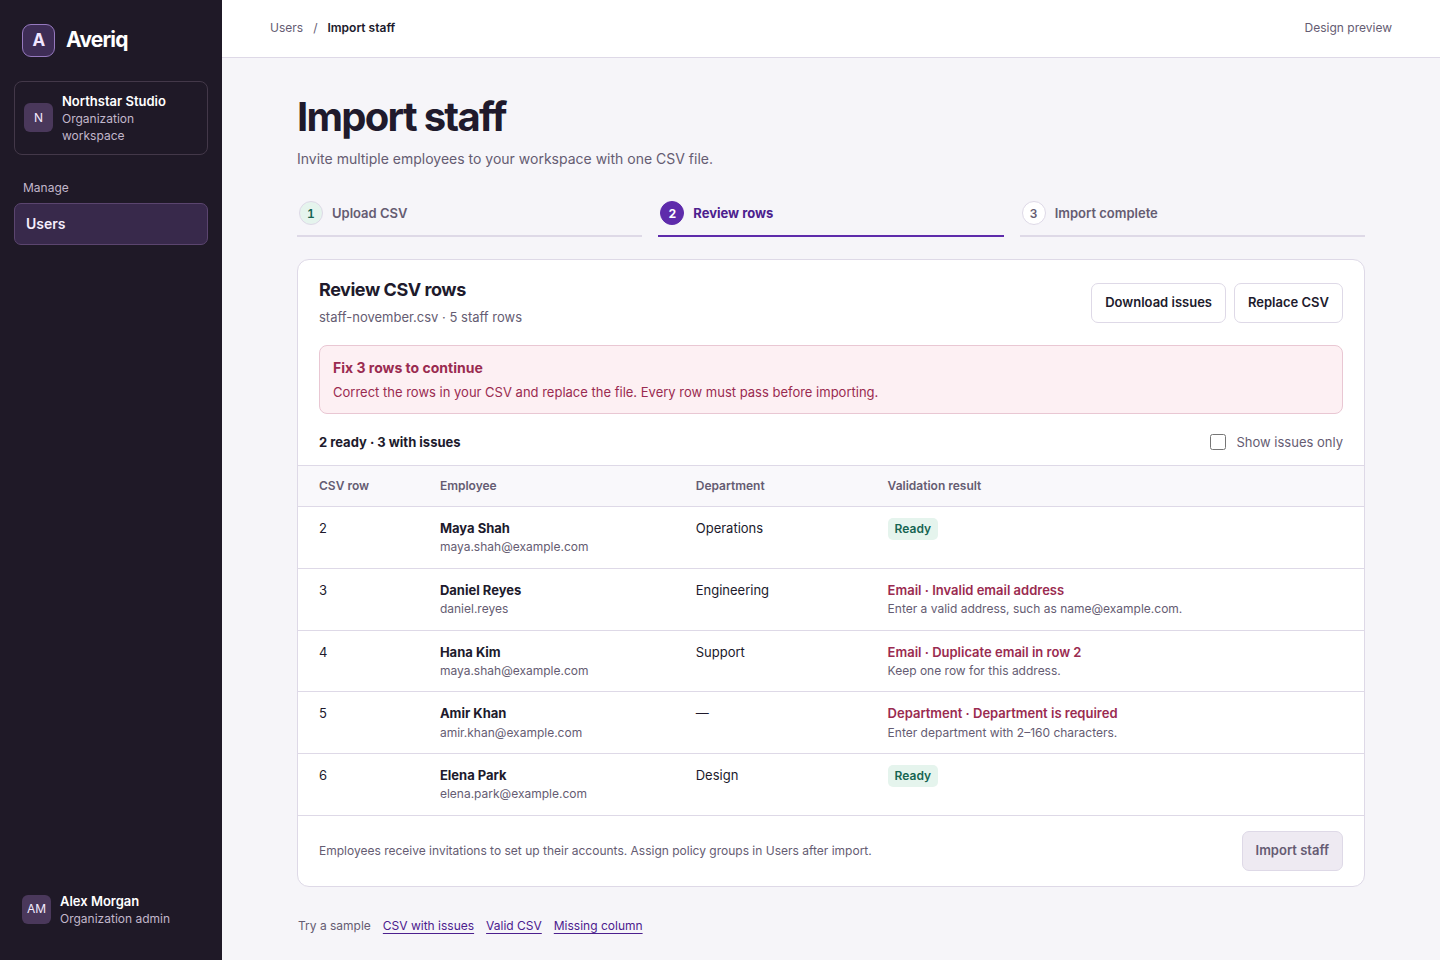 A Averiq
N Northstar Studio
Organization
workspace
Manage
Users
AM Alex Morgan
Organization admin
Users / Import staff
Design preview
Import staff
Invite multiple employees to your workspace with one CSV file.
1 Upload CSV
2 Review rows
3 Import complete
Review CSV rows
staff-november.csv · 5 staff rows
Download issues
Replace CSV
Fix 3 rows to continue
Correct the rows in your CSV and replace the file. Every row must pass before importing.
2 ready · 3 with issues
Show issues only
CSV row Employee Department Validation result
2 Maya Shah Operations Ready
maya.shah@example.com
3 Daniel Reyes Engineering Email · Invalid email address
daniel.reyes Enter a valid address, such as name@example.com.
4 Hana Kim Support Email · Duplicate email in row 2
maya.shah@example.com Keep one row for this address.
5 Amir Khan — Department · Department is required
amir.khan@example.com Enter department with 2–160 characters.
6 Elena Park Design Ready
elena.park@example.com
Employees receive invitations to set up their accounts. Assign policy groups in Users after import.
Import staff
Try a sample CSV with issues Valid CSV Missing column